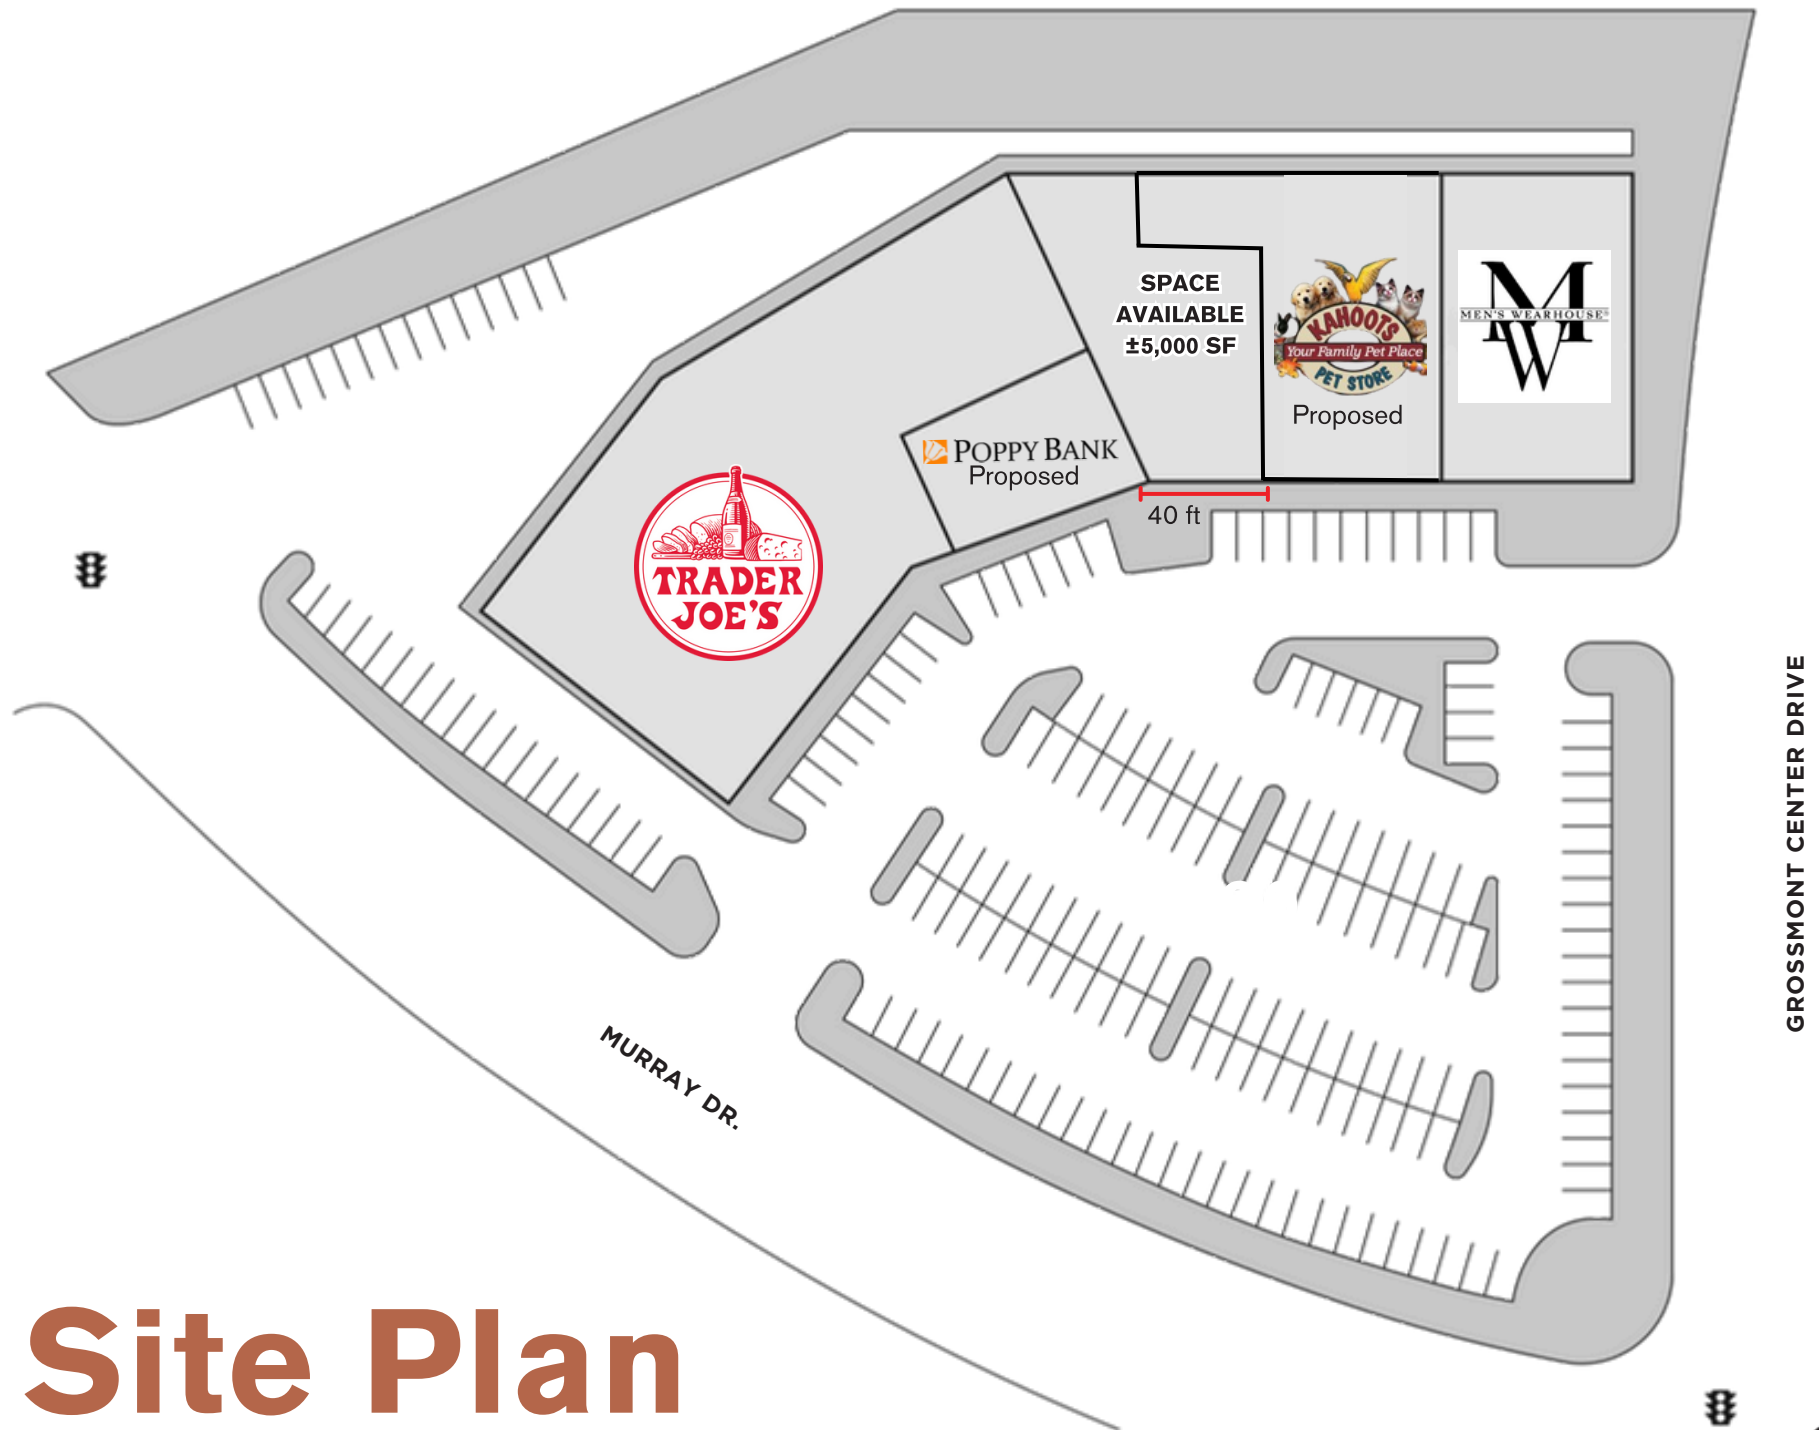 SPACE
AVAILABLE
±5,000 SF
KAHOOTS
Your Family Pet Place
PET STORE
Proposed
M
MEN'S WEARHOUSE®
W
POPPY BANK
Proposed
40 ft
TRADER
JOE'S
GROSSMONT CENTER DRIVE
MURRAY DR.
Site Plan